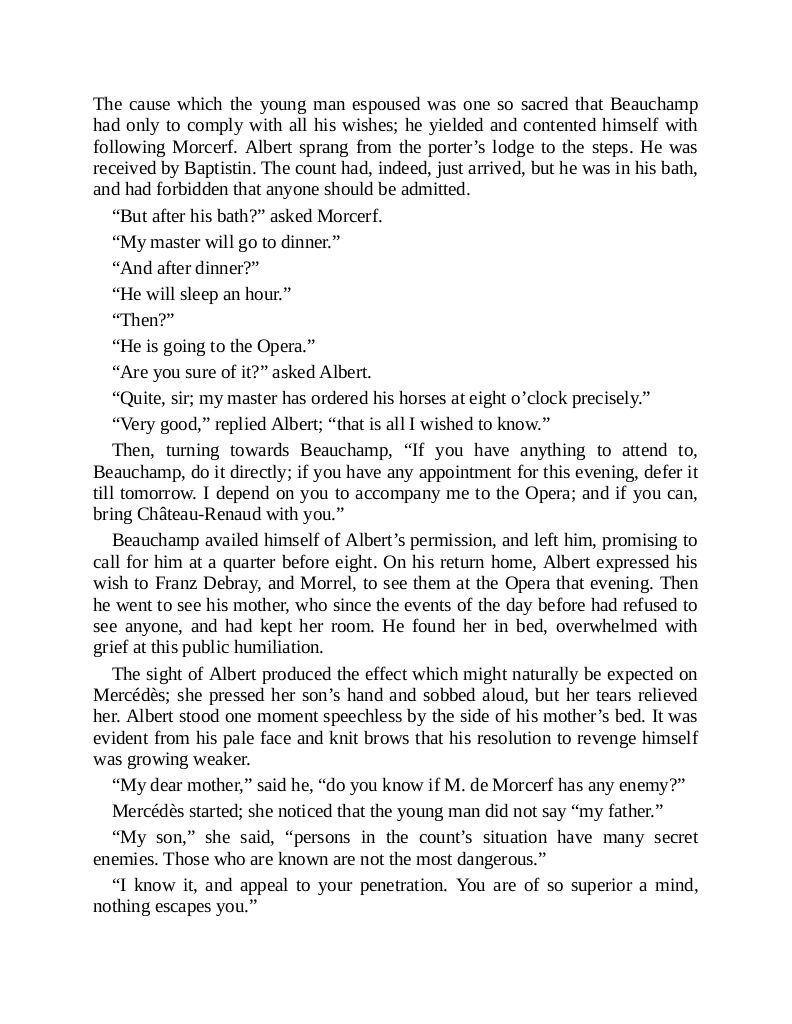 The cause which the young man espoused was one so sacred that Beauchamp
had only to comply with all his wishes; he yielded and contented himself with
following Morcerf. Albert sprang from the porter’s lodge to the steps. He was
received by Baptistin. The count had, indeed, just arrived, but he was in his bath,
and had forbidden that anyone should be admitted.
“But after his bath?” asked Morcerf.
“My master will go to dinner.”
“And after dinner?”
“He will sleep an hour.”
“Then?”
“He is going to the Opera.”
“Are you sure of it?” asked Albert.
“Quite, sir; my master has ordered his horses at eight o’clock precisely.”
“Very good,” replied Albert; “that is all I wished to know.”
Then, turning towards Beauchamp, “If you have anything to attend to,
Beauchamp, do it directly; if you have any appointment for this evening, defer it
till tomorrow. I depend on you to accompany me to the Opera; and if you can,
bring Château-Renaud with you.”
Beauchamp availed himself of Albert’s permission, and left him, promising to
call for him at a quarter before eight. On his return home, Albert expressed his
wish to Franz Debray, and Morrel, to see them at the Opera that evening. Then
he went to see his mother, who since the events of the day before had refused to
see anyone, and had kept her room. He found her in bed, overwhelmed with
grief at this public humiliation.
The sight of Albert produced the effect which might naturally be expected on
Mercédès; she pressed her son’s hand and sobbed aloud, but her tears relieved
her. Albert stood one moment speechless by the side of his mother’s bed. It was
evident from his pale face and knit brows that his resolution to revenge himself
was growing weaker.
“My dear mother,” said he, “do you know if M. de Morcerf has any enemy?”
Mercédès started; she noticed that the young man did not say “my father.”
“My son,” she said, “persons in the count’s situation have many secret
enemies. Those who are known are not the most dangerous.”
“I know it, and appeal to your penetration. You are of so superior a mind,
nothing escapes you.”